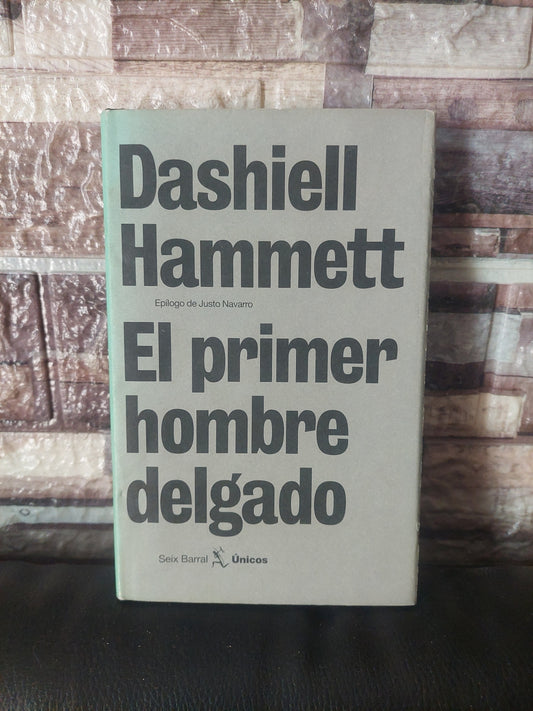 Dashiell
Hammett
Epílogo de Justo Navarro
El primer
hombre
delgado
Seix Barral Únicos